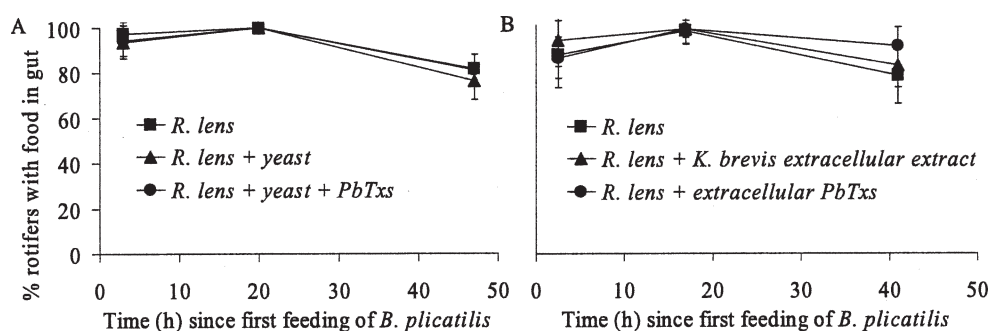 A
B
% rotifers with food in gut
100
80
60
40
20
0
R. lens
R. lens + yeast
R. lens + yeast + PbTxs
R. lens
R. lens + K. brevis extracellular extract
R. lens + extracellular PbTxs
0 10 20 30 40 50
0 10 20 30 40 50
Time (h) since first feeding of B. plicatilis
Time (h) since first feeding of B. plicatilis